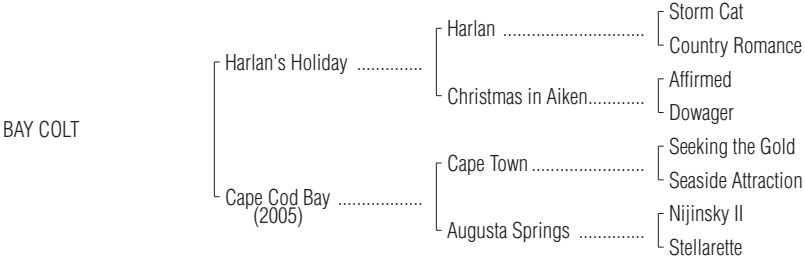 Storm Cat
Harlan ..............................
Country Romance
Harlan's Holiday ..............
Affirmed
Christmas in Aiken............
Dowager
BAY COLT
Seeking the Gold
Cape Town ........................
Seaside Attraction
Cape Cod Bay ..................
(2005)
Nijinsky II
Augusta Springs ..............
Stellarette